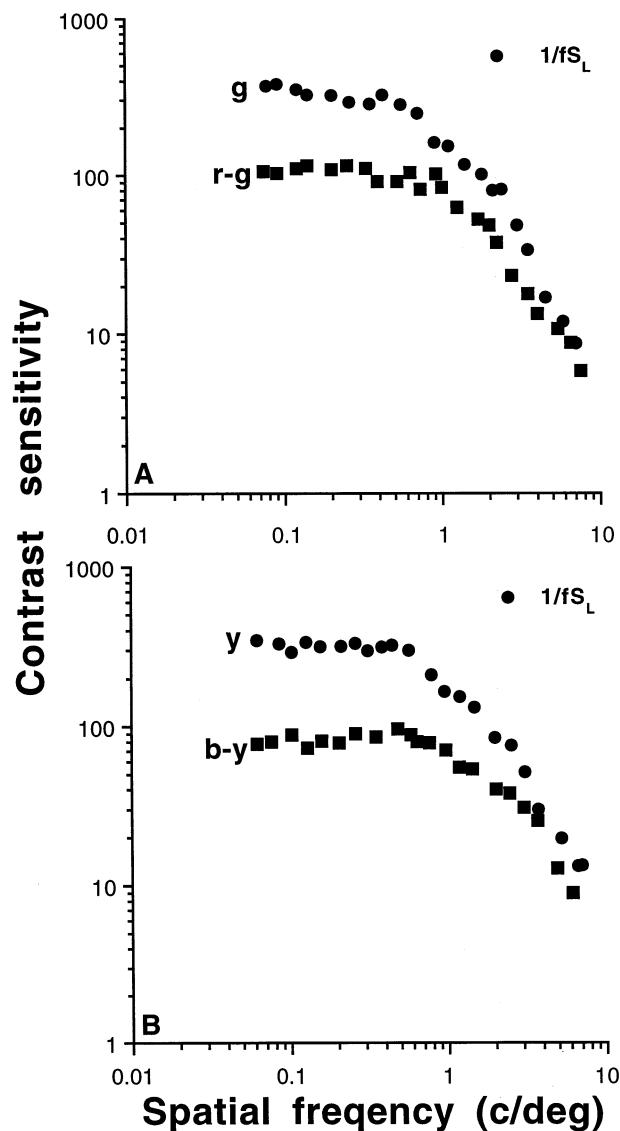 Contrast sensitivity
1000
100
10
1
g
r-g
1/fS_L
A
0.01 0.1 1 10
1000
100
10
1
y
b-y
1/fS_L
B
0.01 0.1 1 10
Spatial freqency (c/deg)